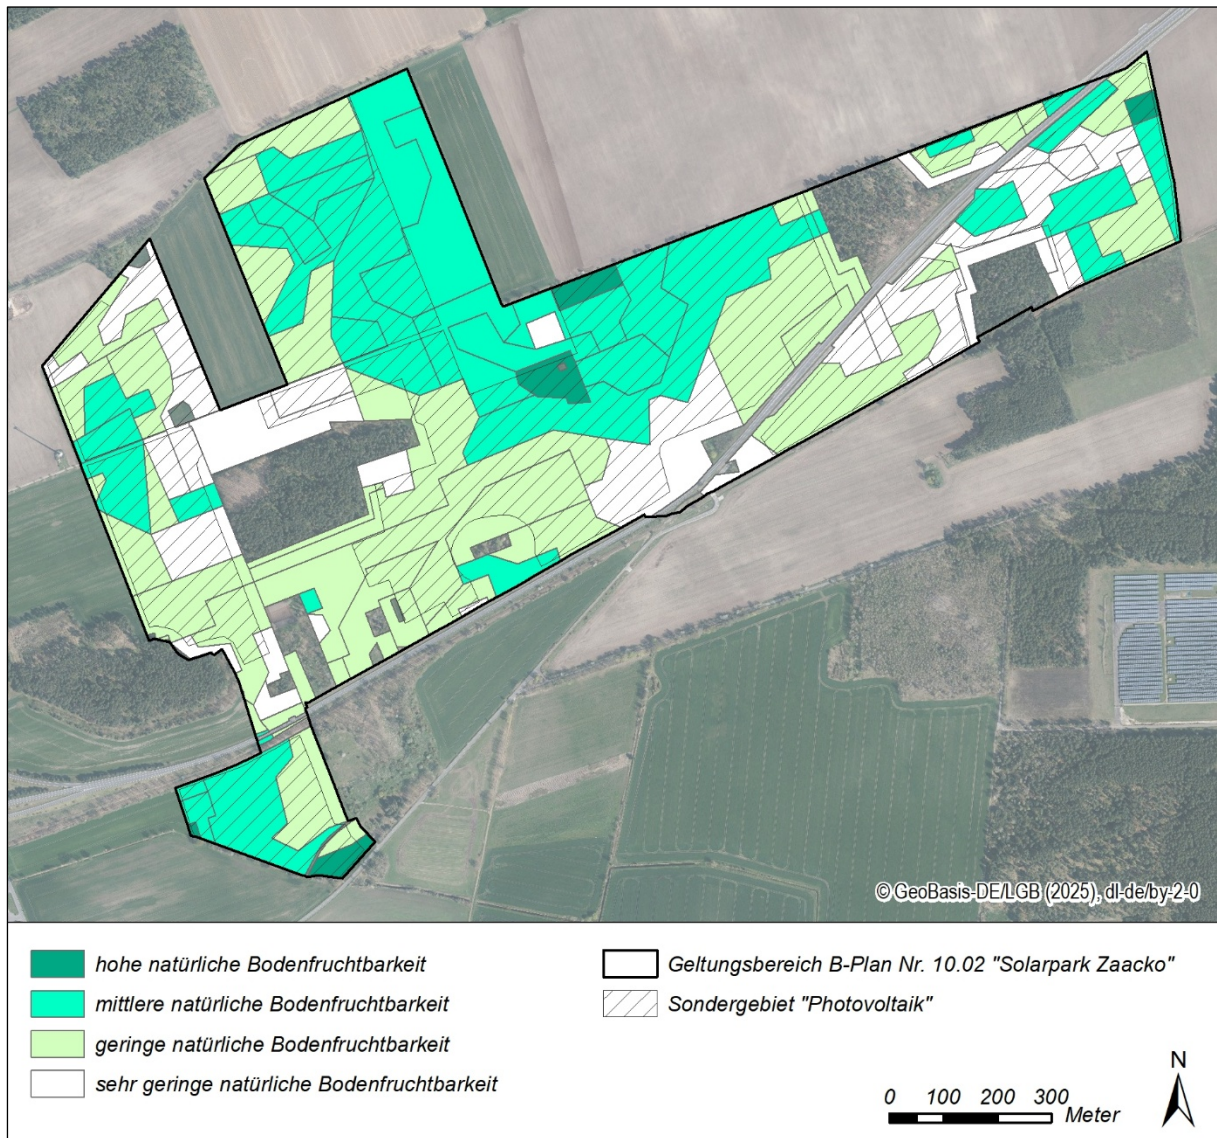 © GeoBasis-DE/LGB (2025), dl-de/by-2-0
hohe natürliche Bodenfruchtbarkeit
mittlere natürliche Bodenfruchtbarkeit
geringe natürliche Bodenfruchtbarkeit
sehr geringe natürliche Bodenfruchtbarkeit
Geltungsbereich B-Plan Nr. 10.02 "Solarpark Zaacko"
Sondergebiet "Photovoltaik"
0 100 200 300
Meter
N